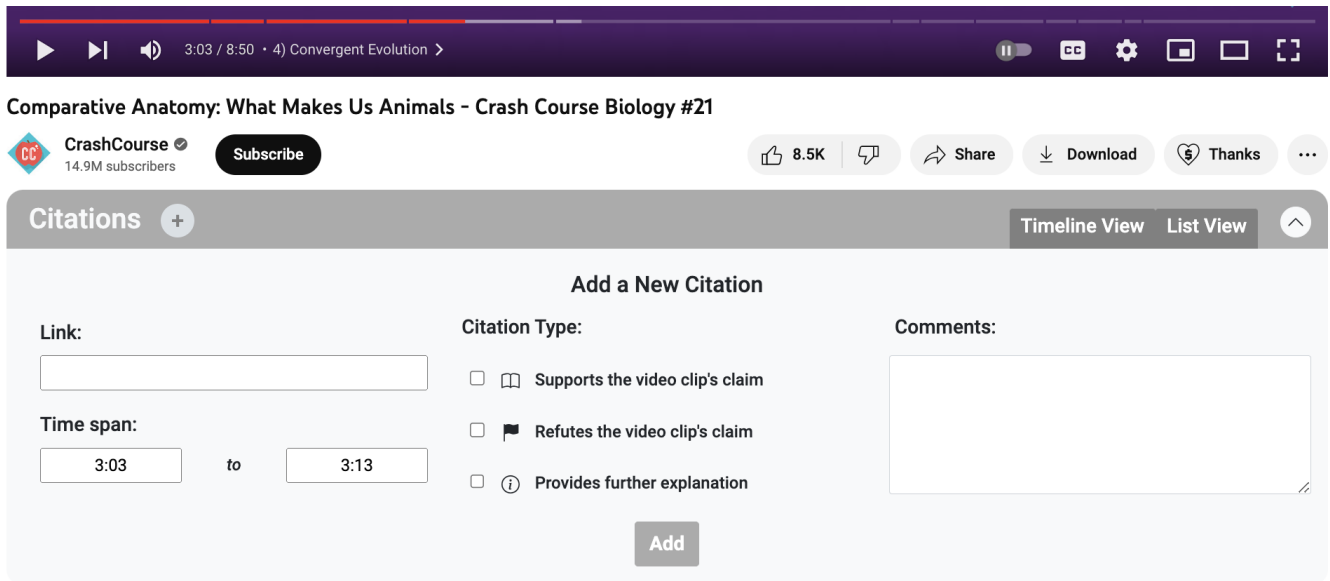 3:03 / 8:50 • 4) Convergent Evolution >
CC
Comparative Anatomy: What Makes Us Animals - Crash Course Biology #21
CC
CrashCourse
14.9M subscribers
Subscribe
8.5K
Share
Download
$ Thanks
...
Citations +
Timeline View
List View
Add a New Citation
Link:
Citation Type:
Comments:
Supports the video clip's claim
Time span:
Refutes the video clip's claim
3:03 to 3:13
Provides further explanation
Add